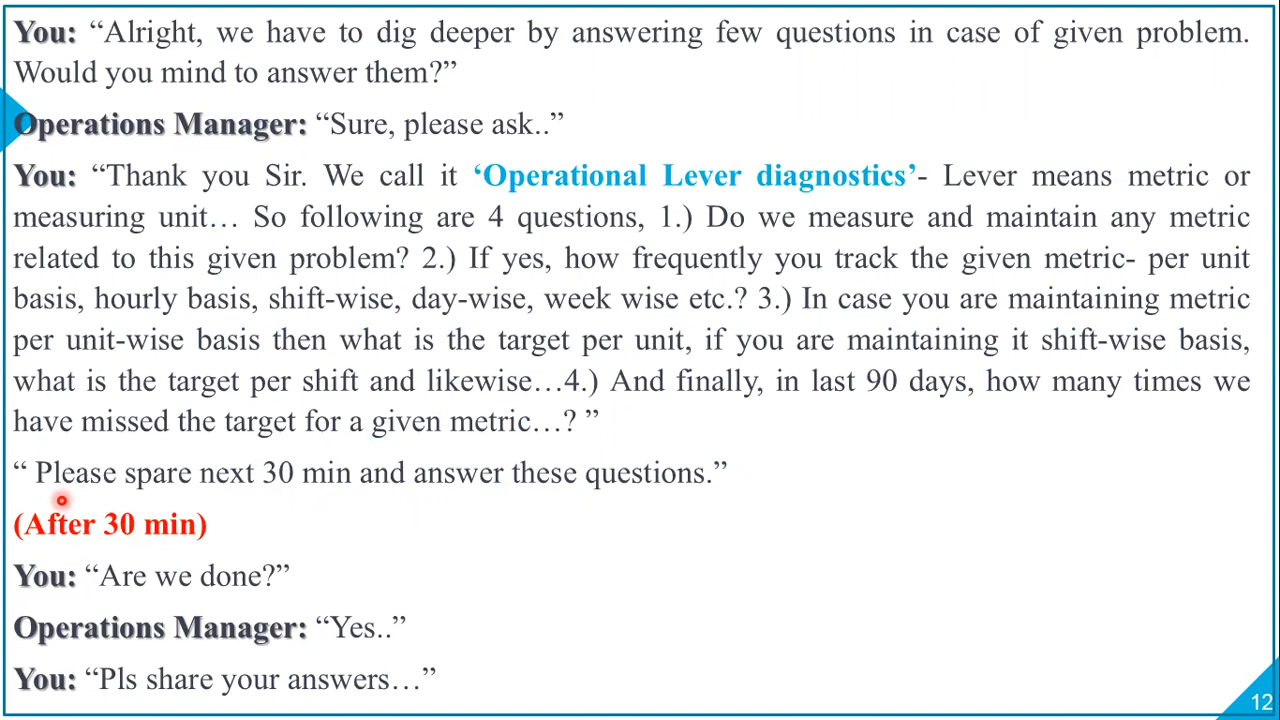 You: “Alright, we have to dig deeper by answering few questions in case of given problem.
Would you mind to answer them?”
Operations Manager: “Sure, please ask..”
You: “Thank you Sir. We call it ‘Operational Lever diagnostics’- Lever means metric or
measuring unit… So following are 4 questions, 1.) Do we measure and maintain any metric
related to this given problem? 2.) If yes, how frequently you track the given metric- per unit
basis, hourly basis, shift-wise, day-wise, week wise etc.? 3.) In case you are maintaining metric
per unit-wise basis then what is the target per unit, if you are maintaining it shift-wise basis,
what is the target per shift and likewise…4.) And finally, in last 90 days, how many times we
have missed the target for a given metric…? ”
“ Please spare next 30 min and answer these questions.”
(After 30 min)
You: “Are we done?”
Operations Manager: “Yes..”
You: “Pls share your answers…”
12